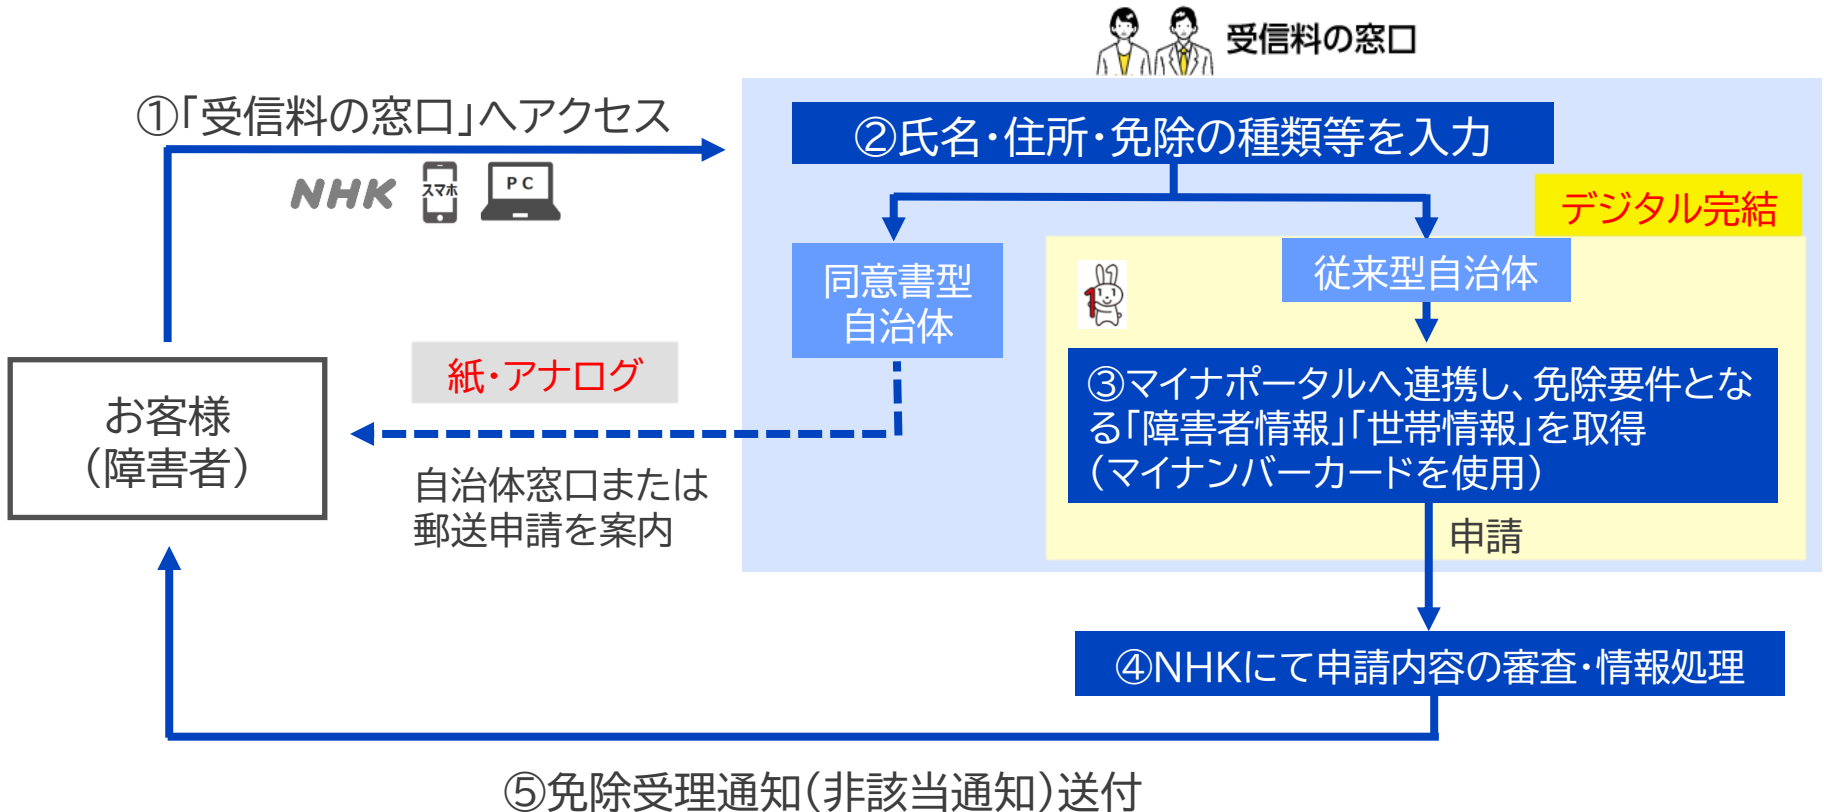 受信料の窓口
①「受信料の窓口」へアクセス
NHK
スマホ
PC
②氏名・住所・免除の種類等を入力
デジタル完結
同意書型
自治体
従来型自治体
1
紙・アナログ
③マイナポータルへ連携し、免除要件とな
る「障害者情報」「世帯情報」を取得
（マイナンバーカードを使用）
お客様
（障害者）
自治体窓口または
郵送申請を案内
申請
④NHKにて申請内容の審査・情報処理
⑤免除受理通知（非該当通知）送付